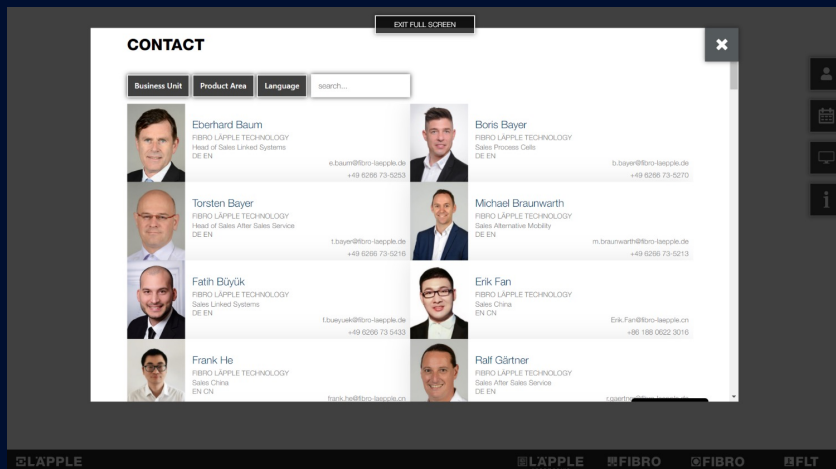 EXIT FULL SCREEN
CONTACT
Business Unit
Product Area
Language
search...
Eberhard Baum
FIBRO LÄPPLE TECHNOLOGY
Head of Sales Linked Systems
DE EN
e.baum@fibro-laepple.de
+49 6266 73-5253
Boris Bayer
FIBRO LÄPPLE TECHNOLOGY
Sales Process Cells
DE EN
b.bayer@fibro-laepple.de
+49 6266 73-5270
Torsten Bayer
FIBRO LÄPPLE TECHNOLOGY
Head of Sales After Sales Service
DE EN
t.bayer@fibro-laepple.de
+49 6266 73-5216
Michael Braunwarth
FIBRO LÄPPLE TECHNOLOGY
Sales Alternative Mobility
DE EN
m.braunwarth@fibro-laepple.de
+49 6266 73-5213
Fatih Büyük
FIBRO LÄPPLE TECHNOLOGY
Sales Linked Systems
DE EN
f.bueyuek@fibro-laepple.de
+49 6266 73 5433
Erik Fan
FIBRO LÄPPLE TECHNOLOGY
Sales China
EN CN
Erik.Fan@fibro-laepple.cn
+86 188 0622 3016
Frank He
FIBRO LÄPPLE TECHNOLOGY
Sales China
EN CN
frank.he@fibro-laepple.cn
Ralf Gärtner
FIBRO LÄPPLE TECHNOLOGY
Sales After Sales Service
DE EN
LÄPPLE
LÄPPLE
FIBRO
FIBRO
FLT